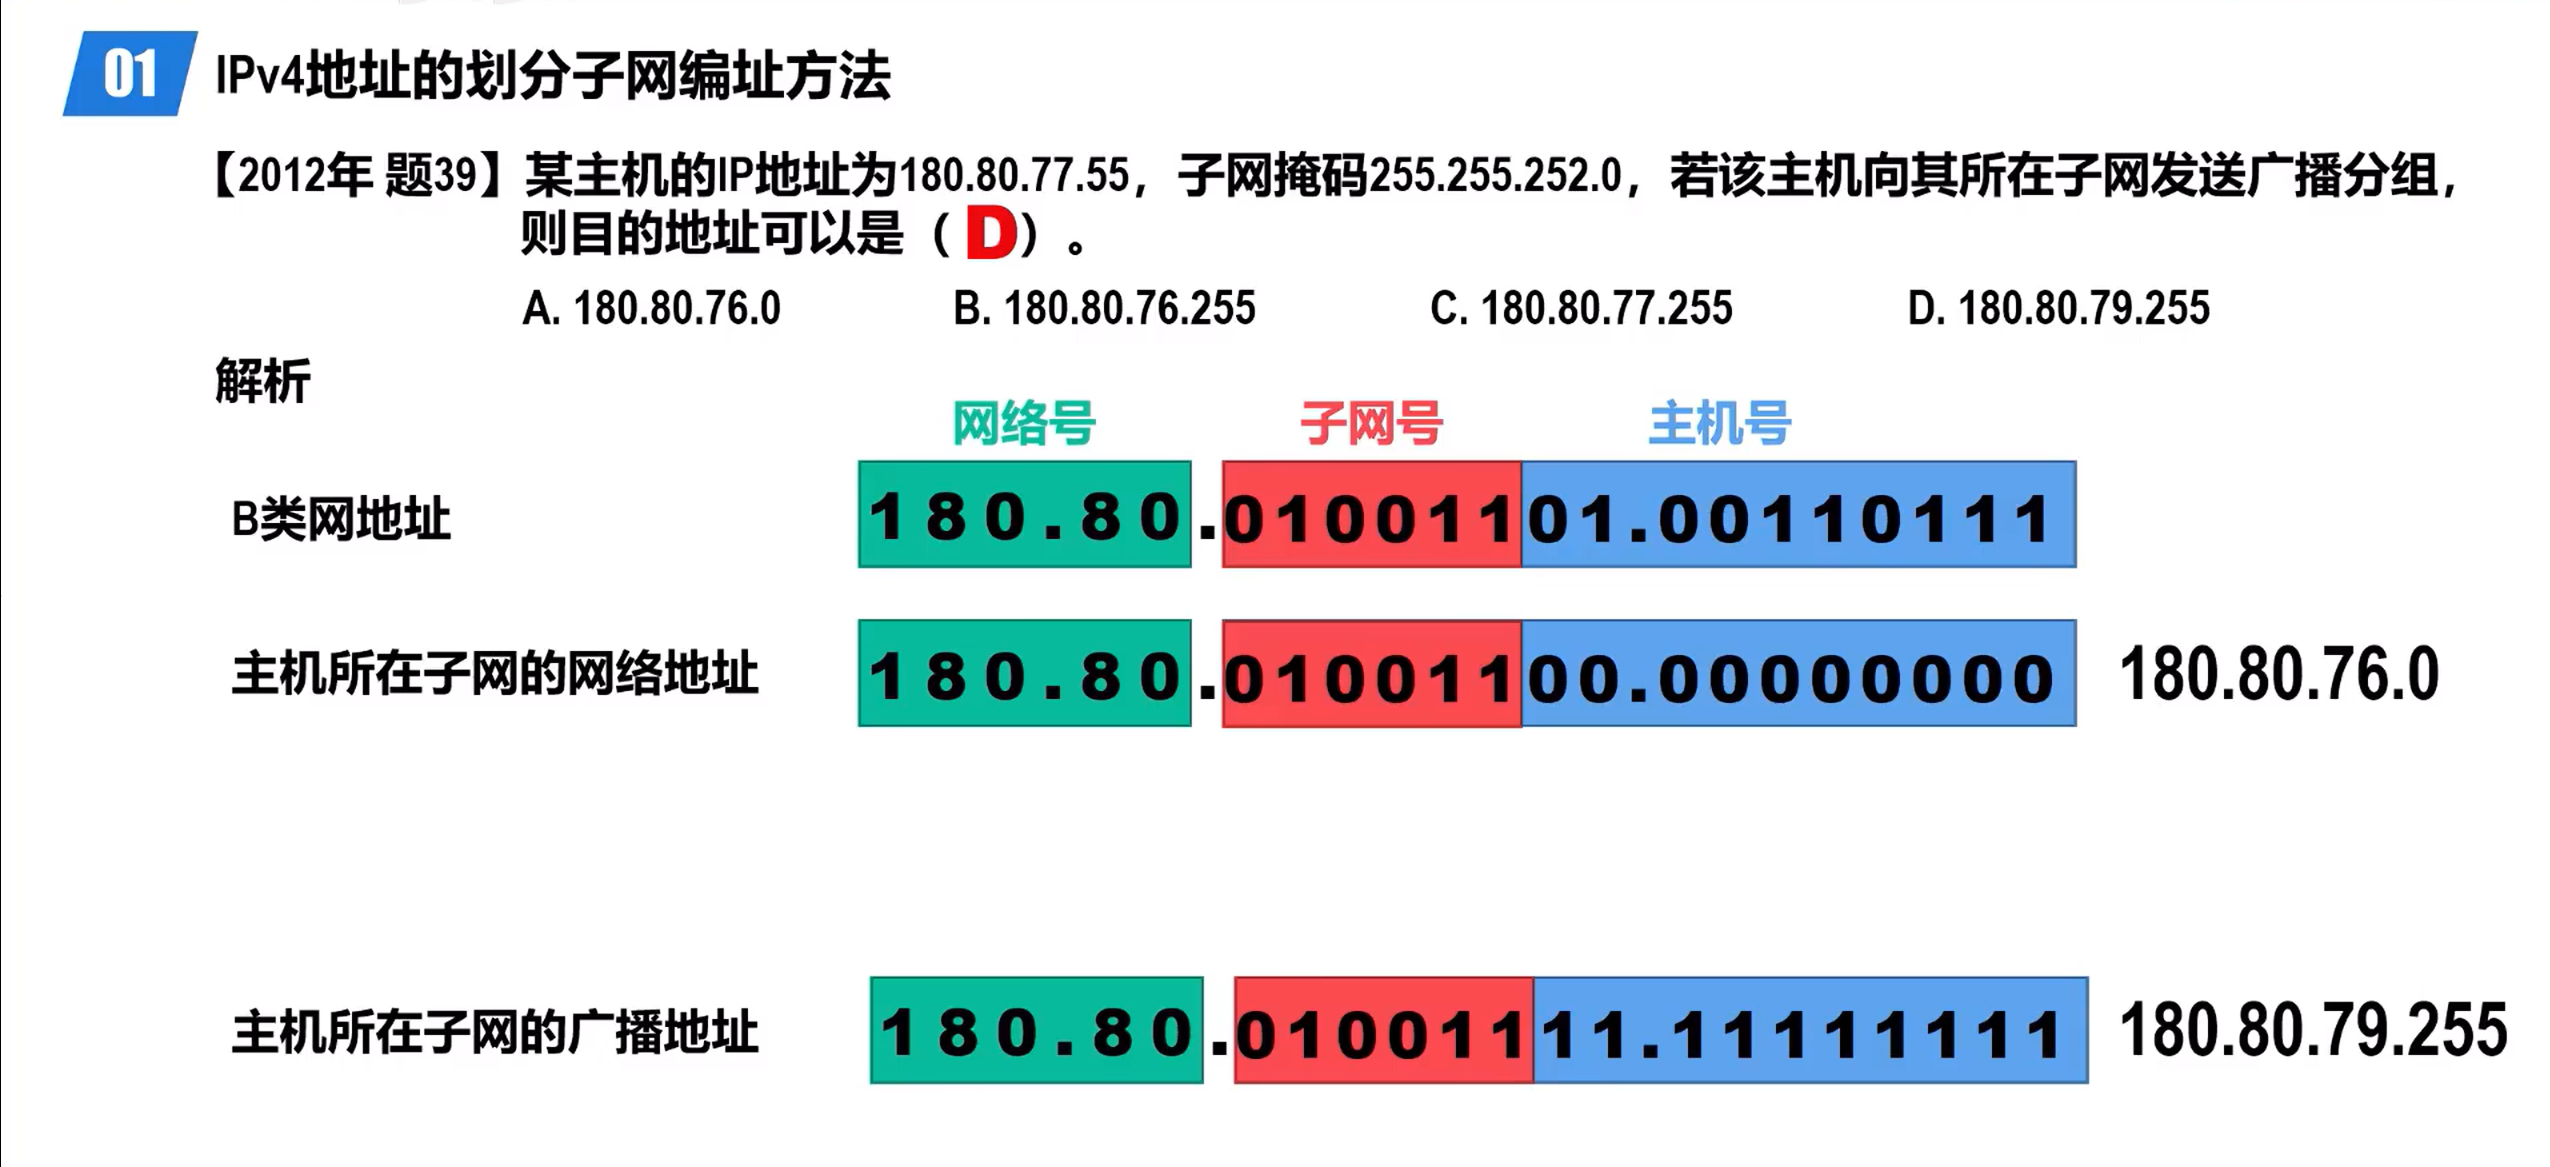 01 IPv4地址的划分子网编址方法
【2012年 题39】某主机的IP地址为180.80.77.55，子网掩码255.255.252.0，若该主机向其所在子网发送广播分组，
则目的地址可以是（ D）。
A. 180.80.76.0 B. 180.80.76.255 C. 180.80.77.255 D. 180.80.79.255
解析
网络号 子网号 主机号
B类网地址 180.80.01001101.00110111
主机所在子网的网络地址 180.80.01001100.00000000 180.80.76.0
主机所在子网的广播地址 180.80.01001111.11111111 180.80.79.255